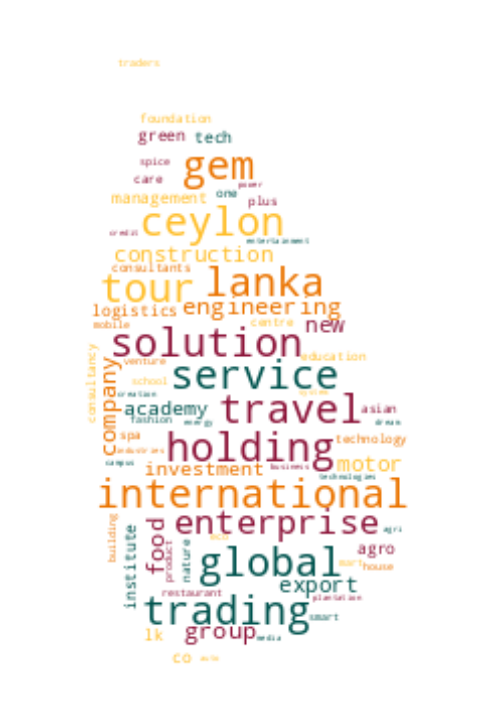 traders
foundation
green tech
spice gem
care power
management one plus
ceylon
credit entertainment
construction
consultants
tour lanka
logistics engineering
mobile centre new
solution
consultancy venture education
service
school
company creation system
academy travel asian
fashion energy dream
spa holding technology
industries
campus investment business motor
technologies
international
building enterprise
institute food product nature eco agri
global agro
mart house
export
restaurant plantation
trading smart
lk group media
co